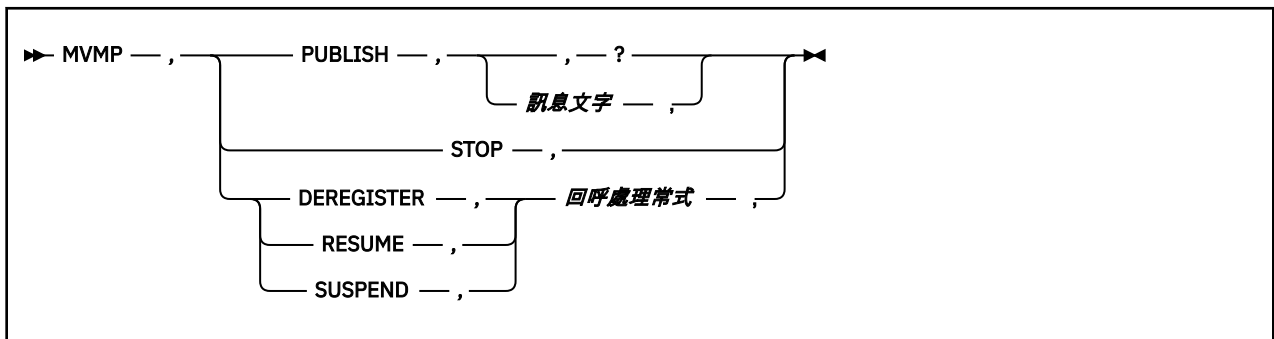 MVMP , PUBLISH , , ?
訊息文字 ,
STOP ,
DEREGISTER , 回呼處理常式 ,
RESUME ,
SUSPEND ,